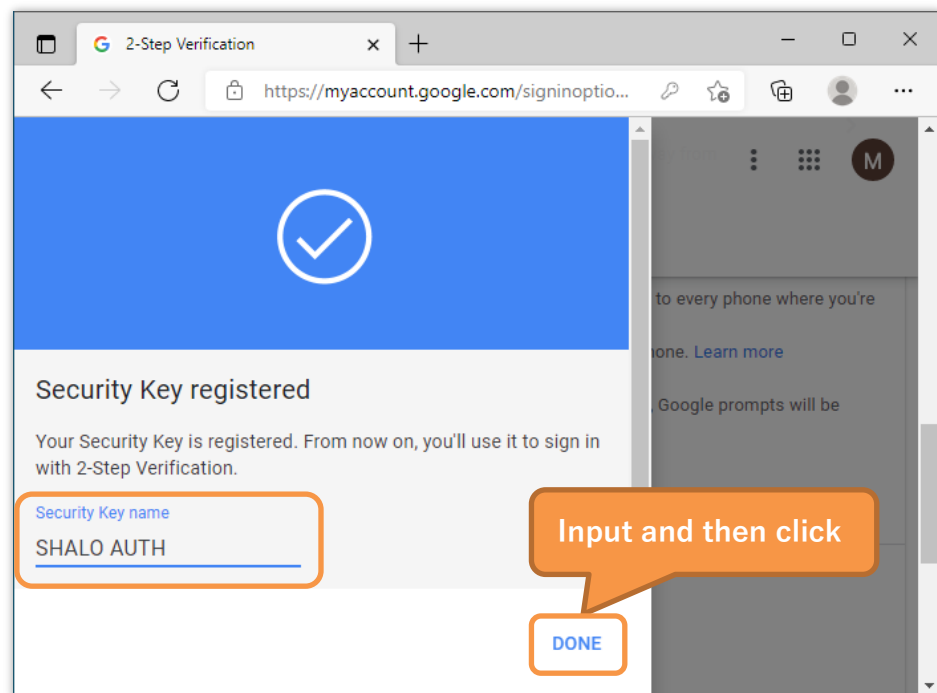 2-Step Verification
https://myaccount.google.com/signinoptio...
M
to every phone where you're
hone. Learn more
, Google prompts will be
Security Key registered
Your Security Key is registered. From now on, you'll use it to sign in
with 2-Step Verification.
Security Key name
SHALO AUTH
Input and then click
DONE